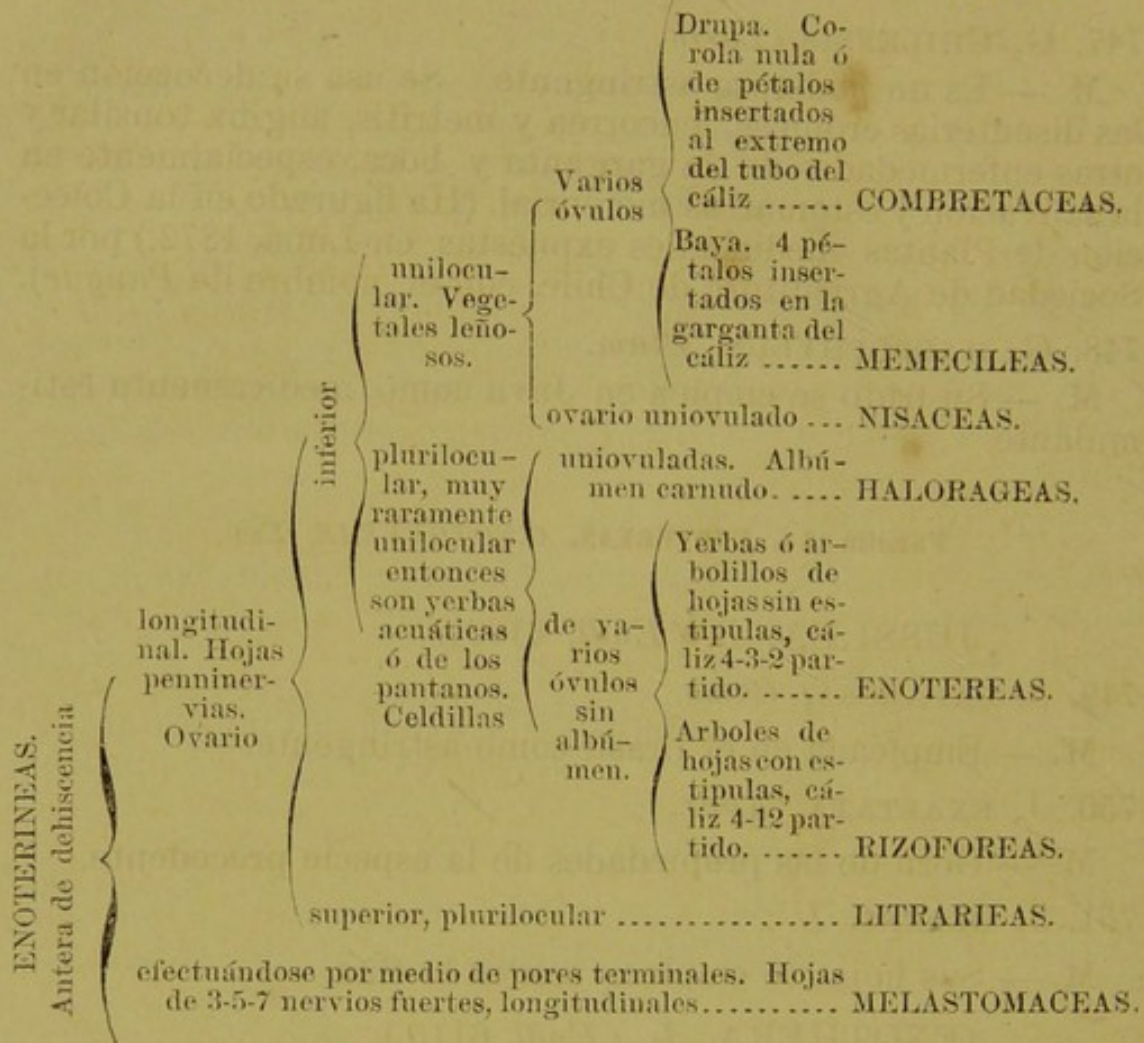 ENOTERINEAS.
Antera de dehiscencia
longitudi-
nal. Hojas
penniner-
vias.
Ovario
inferior
unilocu-
lar. Vege-
tales leño-
sos.
Varios
óvulos
Drupa. Co-
rola nula ó
de pétalos
insertados
al extremo
del tubo del
cáliz ...... COMBRETACEAS.
Baya. 4 pé-
talos inser-
tados en la
garganta del
cáliz ...... MEMECILEAS.
ovario uniovulado ... NISACEAS.
plurilocu-
lar, muy
raramente
unilocular
entonces
son yerbas
acuáticas
ó de los
pantanos.
Celdillas
uniovuladas. Albú-
men carnudo. ..... HALORAGEAS.
de va-
rios
óvulos
sin
albú-
men.
Yerbas ó ar-
bolillos de
hojas sin es-
tipulas, cá-
liz 4-3-2 par-
tido. ....... ENOTEREAS.
Arboles de
hojas con es-
tipulas, cá-
liz 4-12 par-
tido. ....... RIZOFOREAS.
superior, plurilocular ................ LITRARIEAS.
efectuándose por medio de pores terminales. Hojas
de 3-5-7 nervios fuertes, longitudinales.......... MELASTOMACEAS.